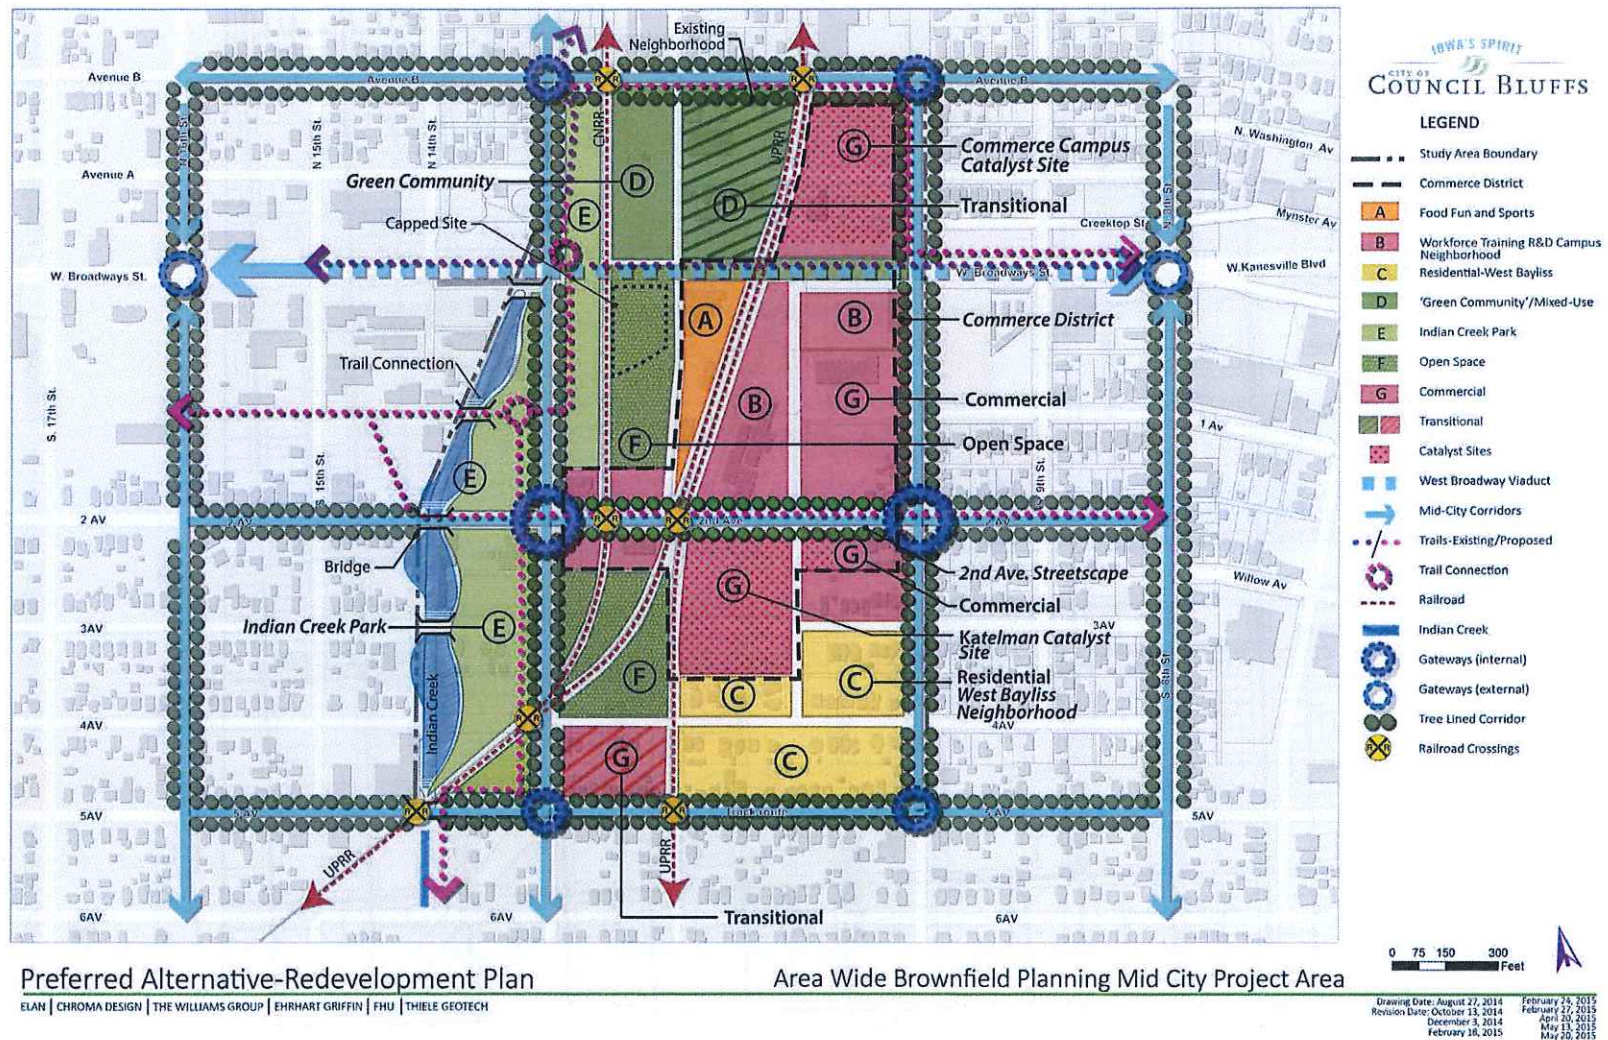 Existing
Neighborhood
Avenue B
Avenue B
Avenue B
N 16th St.
N 15th St.
N 14th St.
CNRR
UPRR
Avenue A
Green Community
Capped Site
D
E
D
G
Commerce Campus
Catalyst Site
Transitional
Creektop St
N. 8th St.
N. Washington Av
Mynster Av
W. Broadways St.
W. Broadways St.
W.Kanesville Blvd
A
B
Commerce District
Trail Connection
B
G
Commercial
F
Open Space
S. 17th St.
1 Av
E
S. 15th St.
9th St.
2 AV
2 AV
2nd Ave
2 AV
Bridge
G
2nd Ave. Streetscape
G
Commercial
Willow Av
3AV
Indian Creek Park
E
3AV
Katelman Catalyst
Site
F
C
C
Residential
West Bayliss
Neighborhood
S. 8th St.
Indian Creek
4AV
4AV
G
C
5AV
5 AV
Truck route
5 AV
5AV
UPRR
UPRR
6AV
6AV
Transitional
6AV
IOWA'S SPIRIT
CITY OF
COUNCIL BLUFFS
LEGEND
Study Area Boundary
Commerce District
A Food Fun and Sports
B Workforce Training R&D Campus
Neighborhood
C Residential-West Bayliss
D 'Green Community'/Mixed-Use
E Indian Creek Park
F Open Space
G Commercial
Transitional
Catalyst Sites
West Broadway Viaduct
Mid-City Corridors
Trails-Existing/Proposed
Trail Connection
Railroad
Indian Creek
Gateways (internal)
Gateways (external)
Tree Lined Corridor
R R Railroad Crossings
0 75 150 300
Feet
Preferred Alternative-Redevelopment Plan
Area Wide Brownfield Planning Mid City Project Area
ELAN | CHROMA DESIGN | THE WILLIAMS GROUP | EHRHART GRIFFIN | FHU | THIELE GEOTECH
Drawing Date: August 27, 2014
Revision Date: October 13, 2014
December 3, 2014
February 18, 2015
February 24, 2015
February 27, 2015
April 20, 2015
May 13, 2015
May 20, 2015